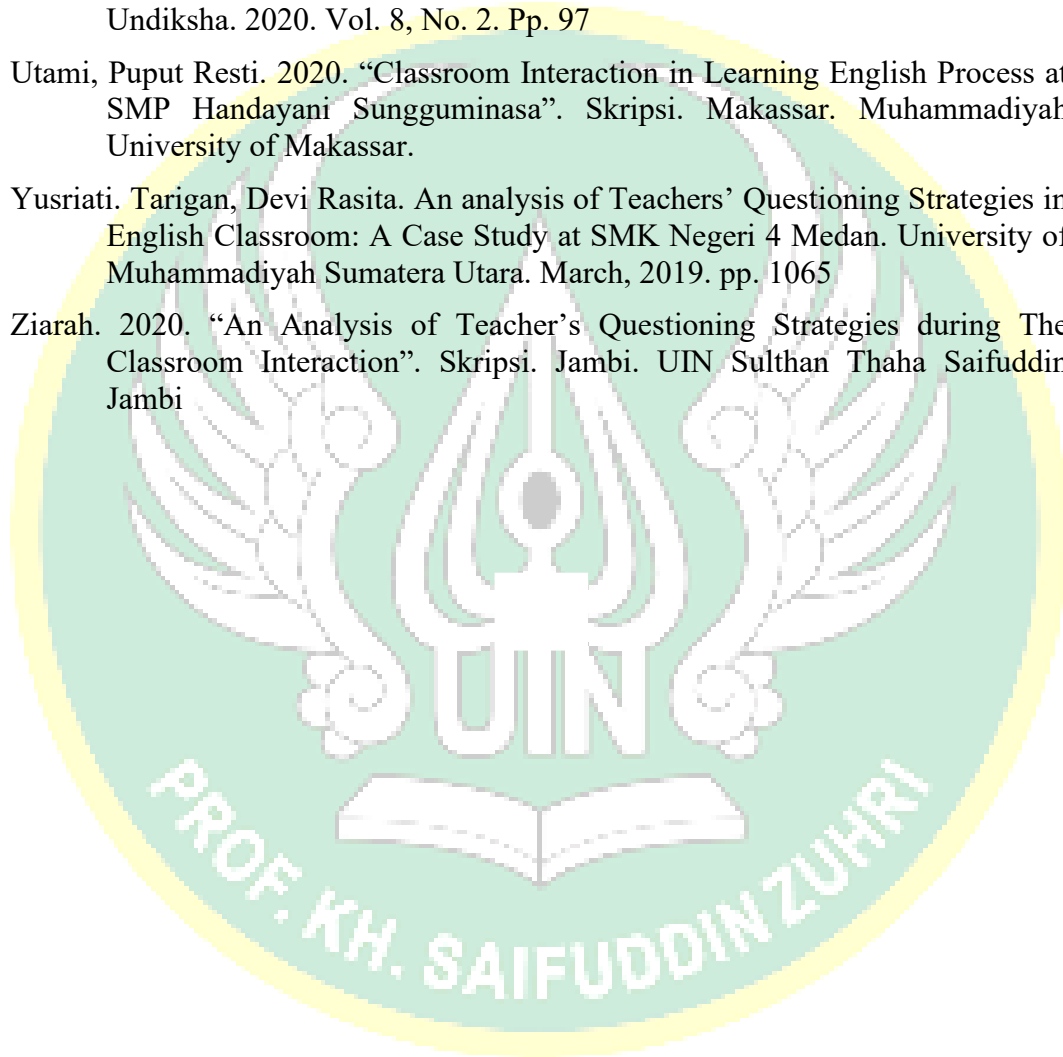 Undiksha. 2020. Vol. 8, No. 2. Pp. 97
Utami, Puput Resti. 2020. “Classroom Interaction in Learning English Process at
SMP Handayani Sungguminasa”. Skripsi. Makassar. Muhammadiyah
University of Makassar.
Yusriati. Tarigan, Devi Rasita. An analysis of Teachers’ Questioning Strategies in
English Classroom: A Case Study at SMK Negeri 4 Medan. University of
Muhammadiyah Sumatera Utara. March, 2019. pp. 1065
Ziarah. 2020. “An Analysis of Teacher’s Questioning Strategies during The
Classroom Interaction”. Skripsi. Jambi. UIN Sulthan Thaha Saifuddin
Jambi
UIN
PROF. KH. SAIFUDDIN ZUHRI